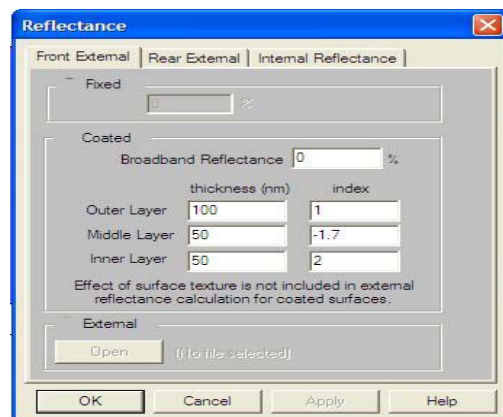 Reflectance
Front External Rear External Internal Reflectance
Fixed
0 %
Coated
Broadband Reflectance 0 %
thickness (nm) index
Outer Layer 100 1
Middle Layer 50 -1.7
Inner Layer 50 2
Effect of surface texture is not included in external
reflectance calculation for coated surfaces.
External
Open (No file selected)
OK Cancel Apply Help